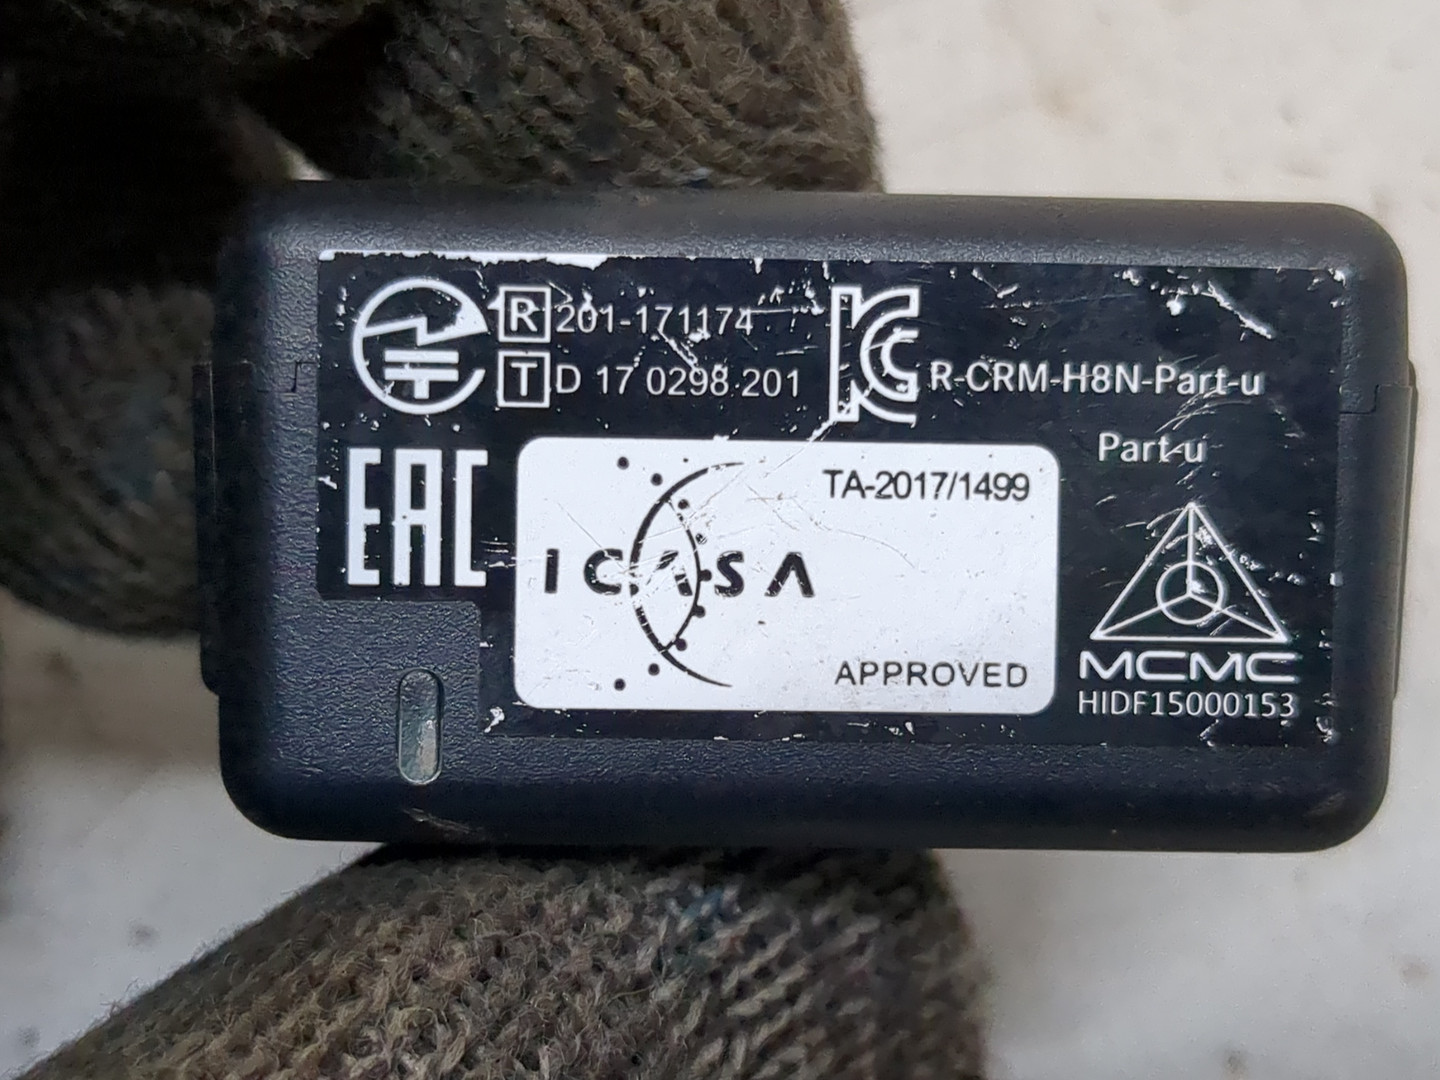 R 201-171174
T D 17 0298 201
R-CRM-H8N-Part-u
Part-u
EAC
TA-2017/1499
ICASA
APPROVED
MCMC
HIDF15000153